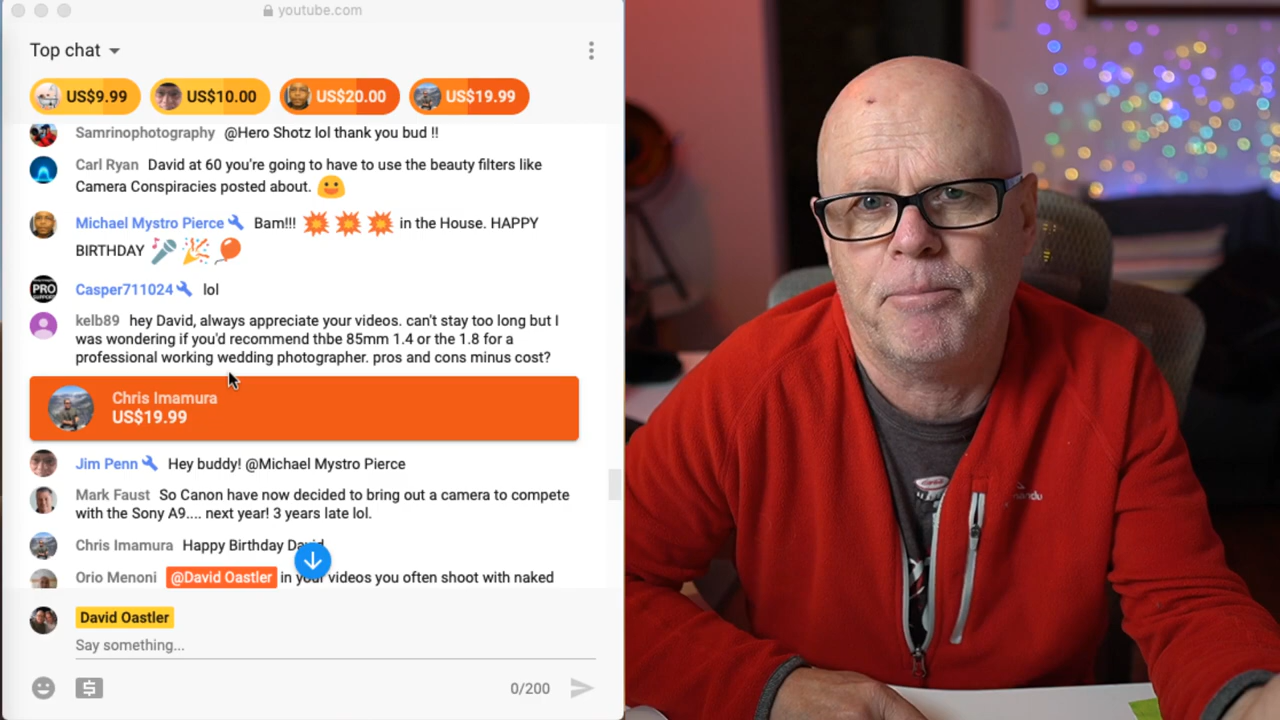 youtube.com
Top chat
US$9.99 US$10.00 US$20.00 US$19.99
Samrinophotography @Hero Shotz lol thank you bud !!
Carl Ryan David at 60 you're going to have to use the beauty filters like
Camera Conspiracies posted about.
Michael Mystro Pierce Bam!!! 💥 💥 💥 in the House. HAPPY
BIRTHDAY 🎤 🎉 🎈
PRO
SUPPORT
Casper711024 lol
kelb89 hey David, always appreciate your videos. can't stay too long but I
was wondering if you'd recommend thbe 85mm 1.4 or the 1.8 for a
professional working wedding photographer. pros and cons minus cost?
Chris Imamura
US$19.99
Jim Penn Hey buddy! @Michael Mystro Pierce
Mark Faust So Canon have now decided to bring out a camera to compete
with the Sony A9.... next year! 3 years late lol.
Chris Imamura Happy Birthday David
Orio Menoni @David Oastler in your videos you often shoot with naked
David Oastler
Say something...
0/200